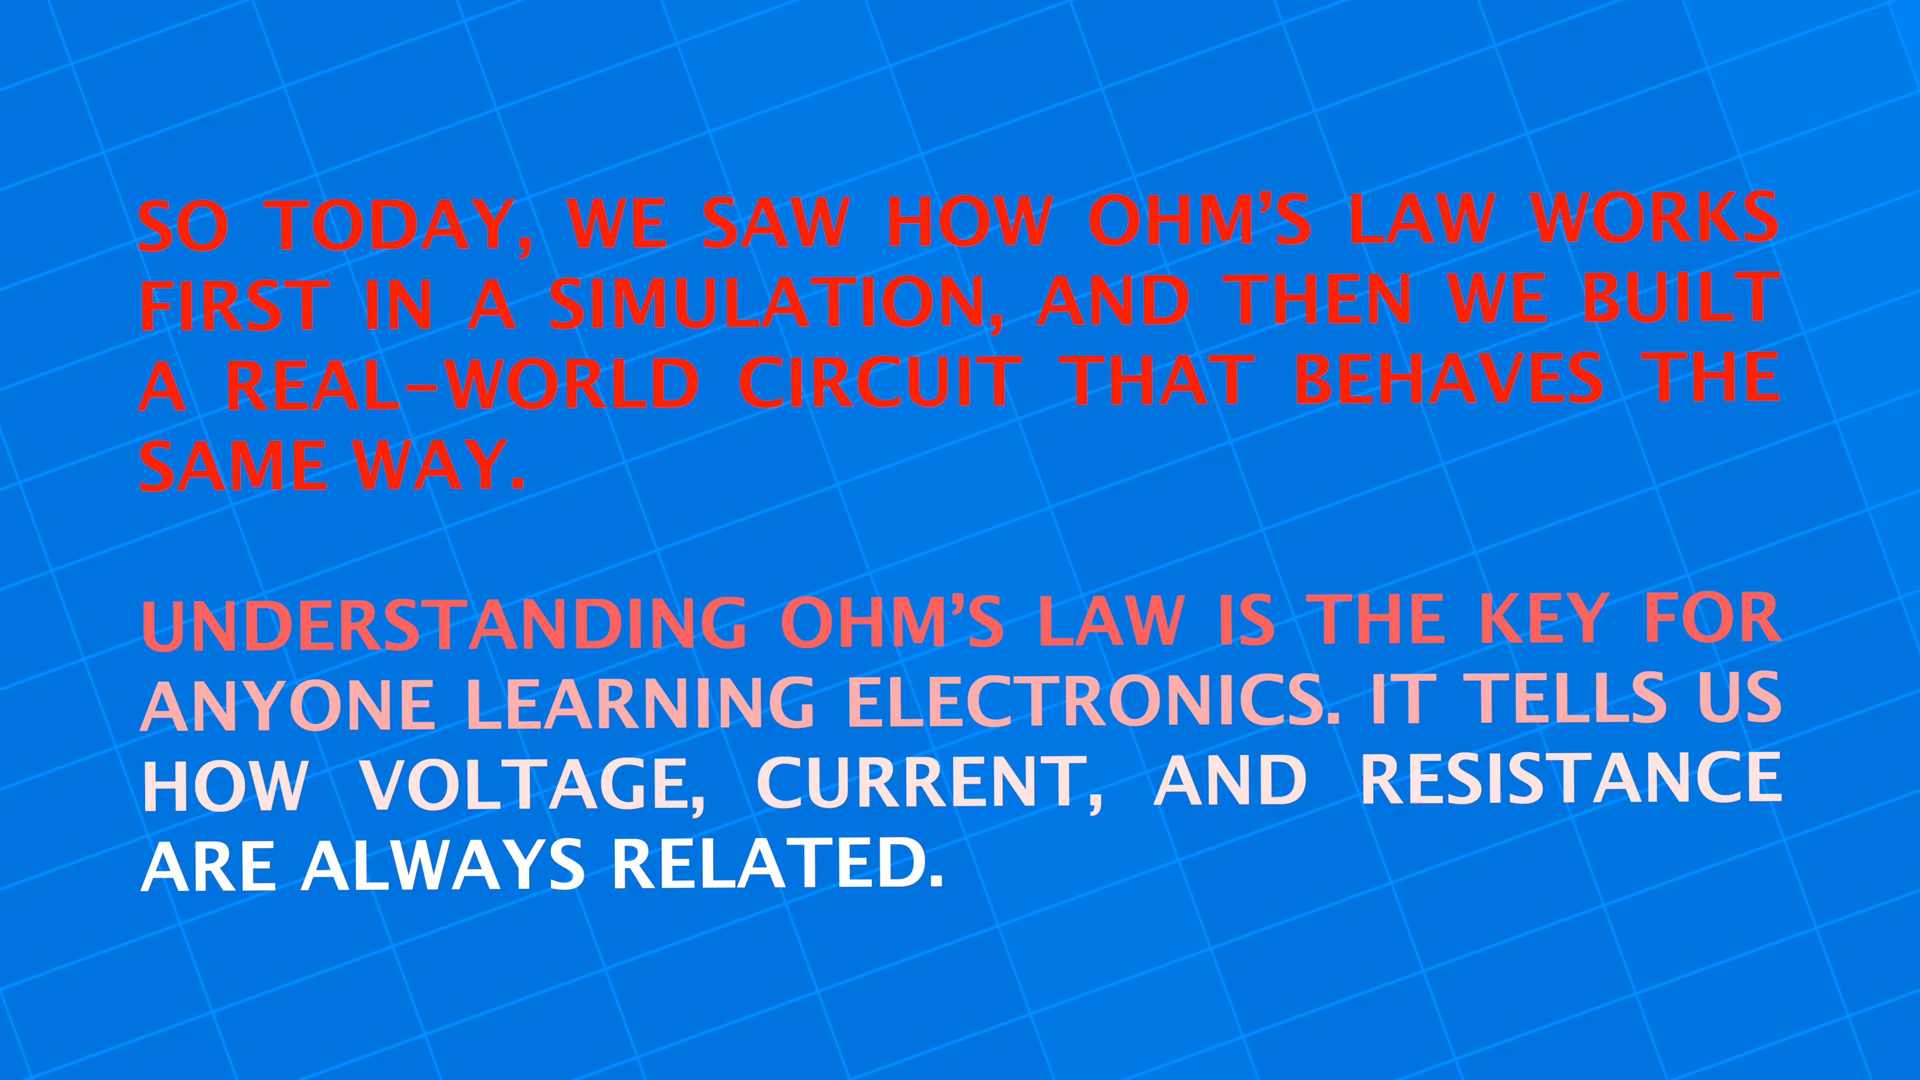 SO TODAY, WE SAW HOW OHM’S LAW WORKS
FIRST IN A SIMULATION, AND THEN WE BUILT
A REAL-WORLD CIRCUIT THAT BEHAVES THE
SAME WAY.
UNDERSTANDING OHM’S LAW IS THE KEY FOR
ANYONE LEARNING ELECTRONICS. IT TELLS US
HOW VOLTAGE, CURRENT, AND RESISTANCE
ARE ALWAYS RELATED.